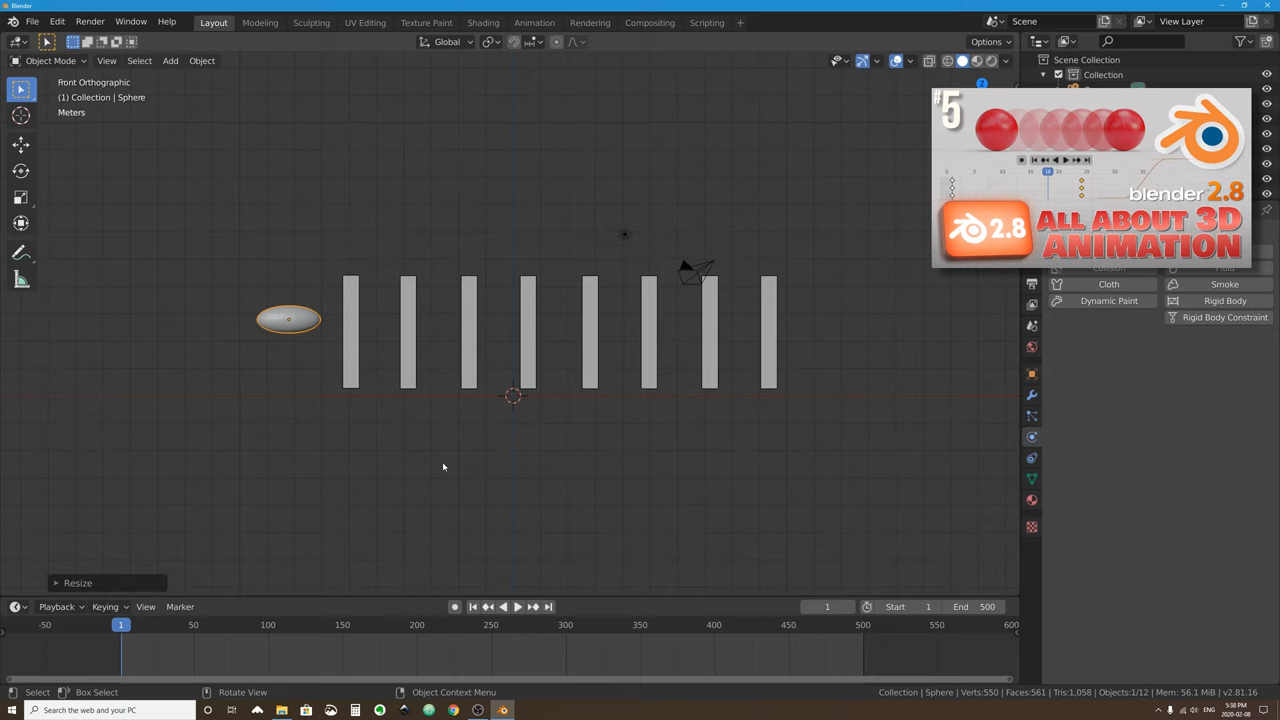 Blender
File Edit Render Window Help
Layout Modeling Sculpting UV Editing Texture Paint Shading Animation Rendering Compositing Scripting +
Scene
View Layer
Global
Options
Object Mode View Select Add Object
Front Orthographic
(1) Collection | Sphere
Meters
Scene Collection
Collection
#5
blender 2.8
2.8
ALL ABOUT 3D
ANIMATION
Cloth Smoke
Dynamic Paint Rigid Body
Rigid Body Constraint
Resize
Playback Keying View Marker
1 Start 1 End 500
-50 1 50 100 150 200 250 300 350 400 450 500 550 600
Select Box Select Rotate View Object Context Menu
Collection | Sphere | Verts:550 | Faces:561 | Tris:1,058 | Objects:1/12 | Mem: 56.1 MiB | v2.81.16
Search the web and your PC
ENG
5:38 PM
2020-02-08